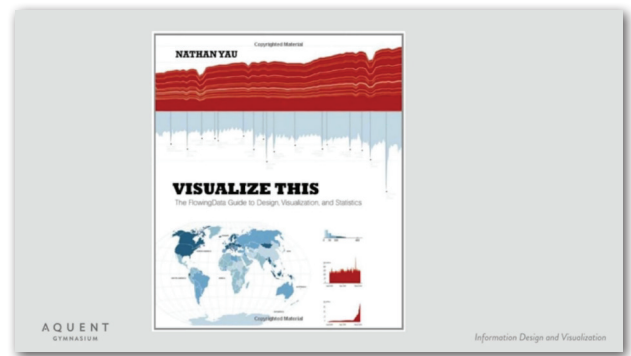 Copyrighted Material
NATHAN YAU
VISUALIZE THIS
The FlowingData Guide to Design, Visualization, and Statistics
Copyrighted Material
AQUENT
GYMNASIUM
Information Design and Visualization